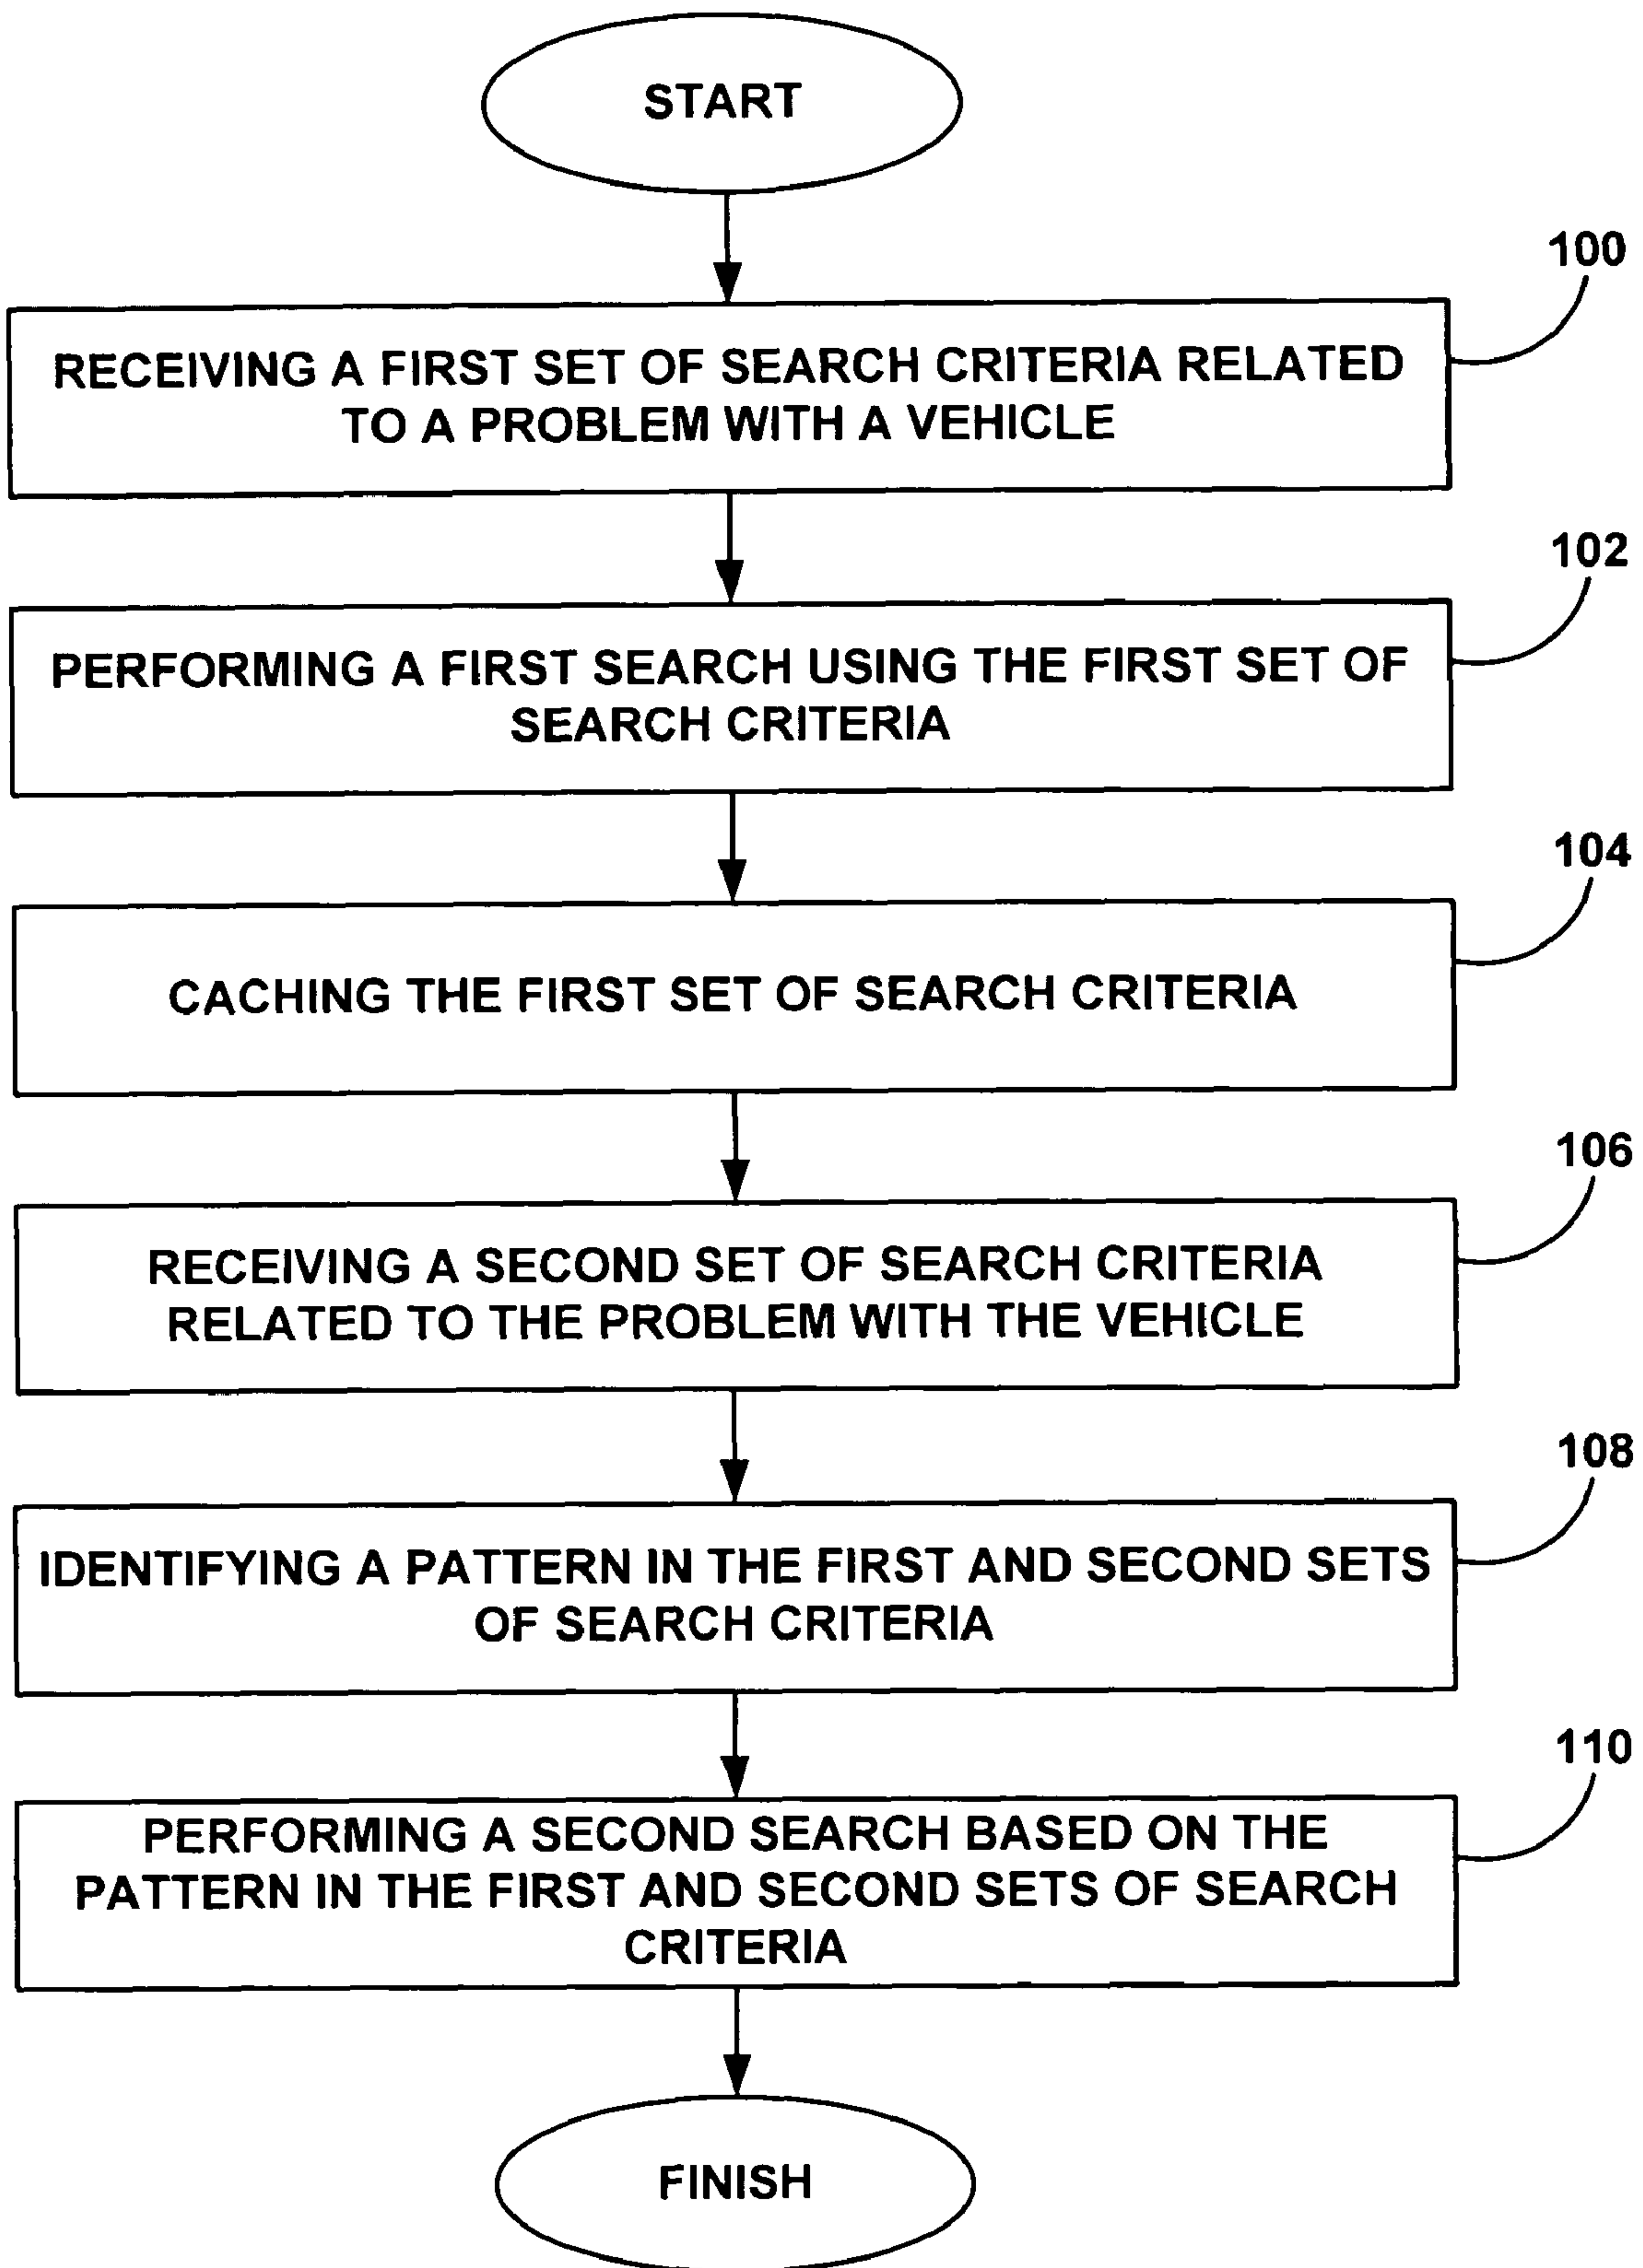 START
100
RECEIVING A FIRST SET OF SEARCH CRITERIA RELATED
TO A PROBLEM WITH A VEHICLE
102
PERFORMING A FIRST SEARCH USING THE FIRST SET OF
SEARCH CRITERIA
104
CACHING THE FIRST SET OF SEARCH CRITERIA
106
RECEIVING A SECOND SET OF SEARCH CRITERIA
RELATED TO THE PROBLEM WITH THE VEHICLE
108
IDENTIFYING A PATTERN IN THE FIRST AND SECOND SETS
OF SEARCH CRITERIA
110
PERFORMING A SECOND SEARCH BASED ON THE
PATTERN IN THE FIRST AND SECOND SETS OF SEARCH
CRITERIA
FINISH